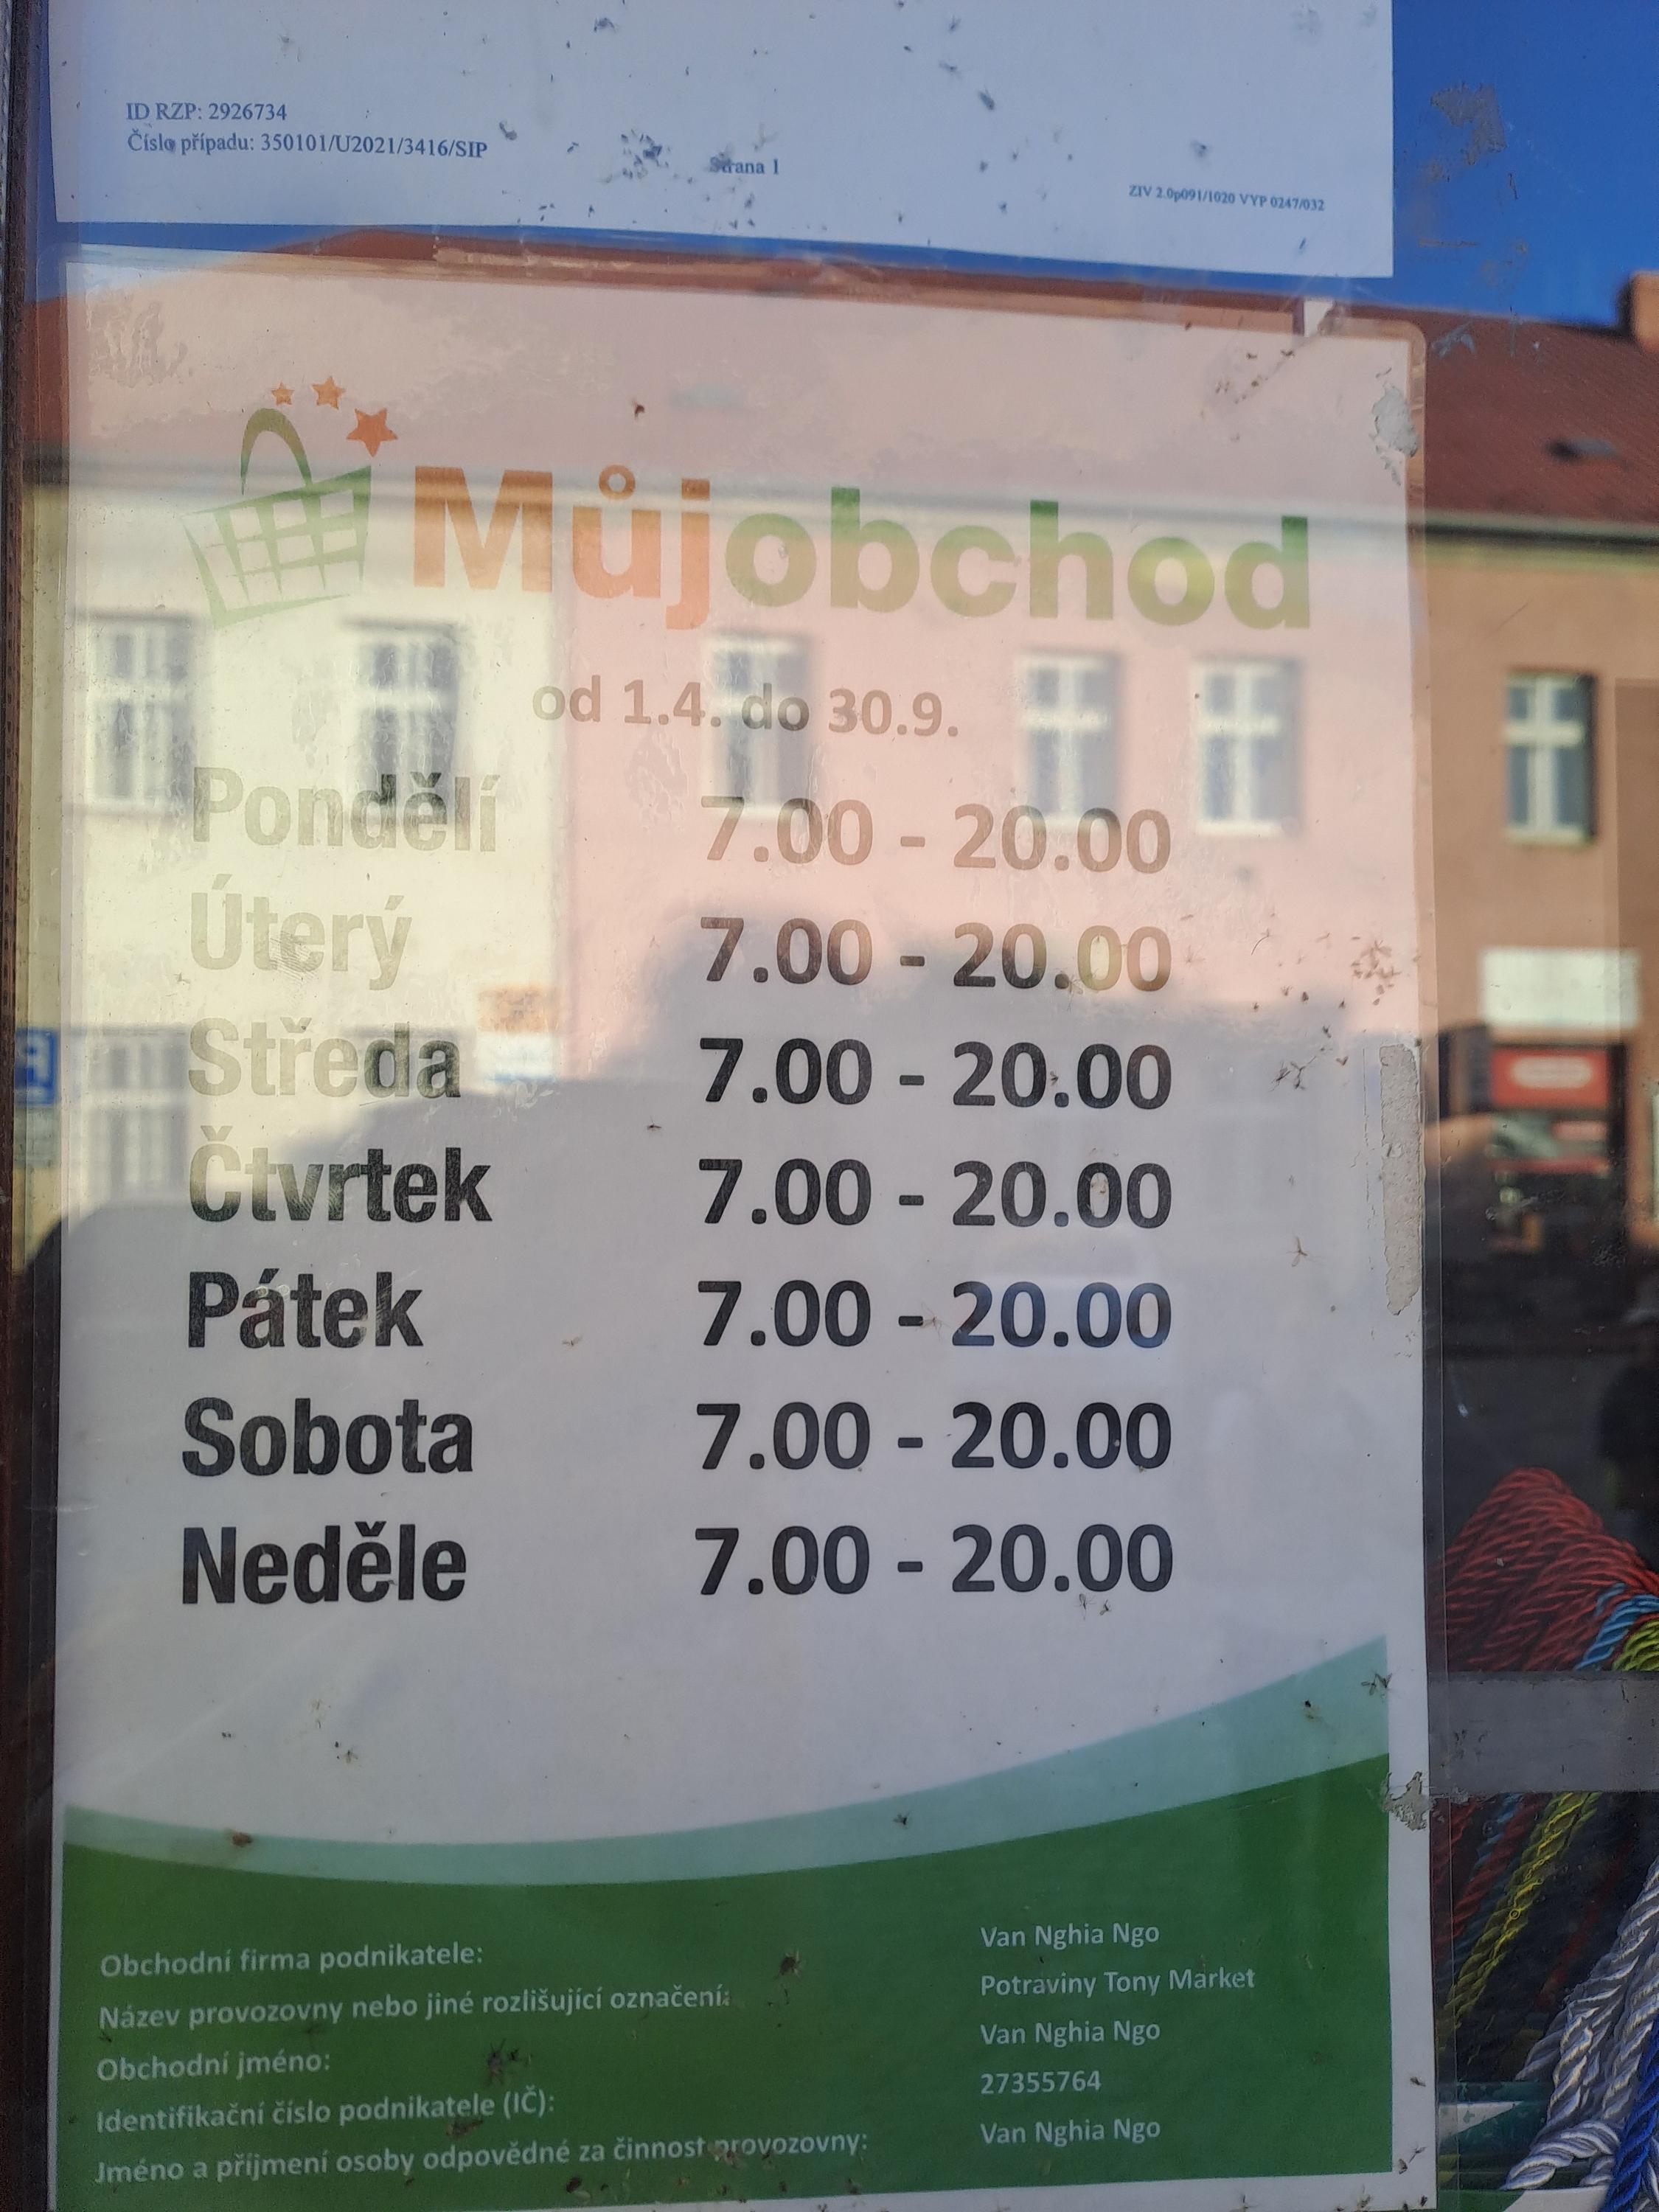 ID RZP: 2926734
Číslo případu: 350101/U2021/3416/SIP
Strana 1
ZIV 2.0p091/1020 VYP 0247/032
Můjobchod
od 1.4. do 30.9.
Pondělí 7.00 - 20.00
Úterý 7.00 - 20.00
Středa 7.00 - 20.00
Čtvrtek 7.00 - 20.00
Pátek 7.00 - 20.00
Sobota 7.00 - 20.00
Neděle 7.00 - 20.00
Obchodní firma podnikatele: Van Nghia Ngo
Název provozovny nebo jiné rozlišující označení: Potraviny Tony Market
Obchodní jméno: Van Nghia Ngo
Identifikační číslo podnikatele (IČ): 27355764
Jméno a příjmení osoby odpovědné za činnost provozovny: Van Nghia Ngo